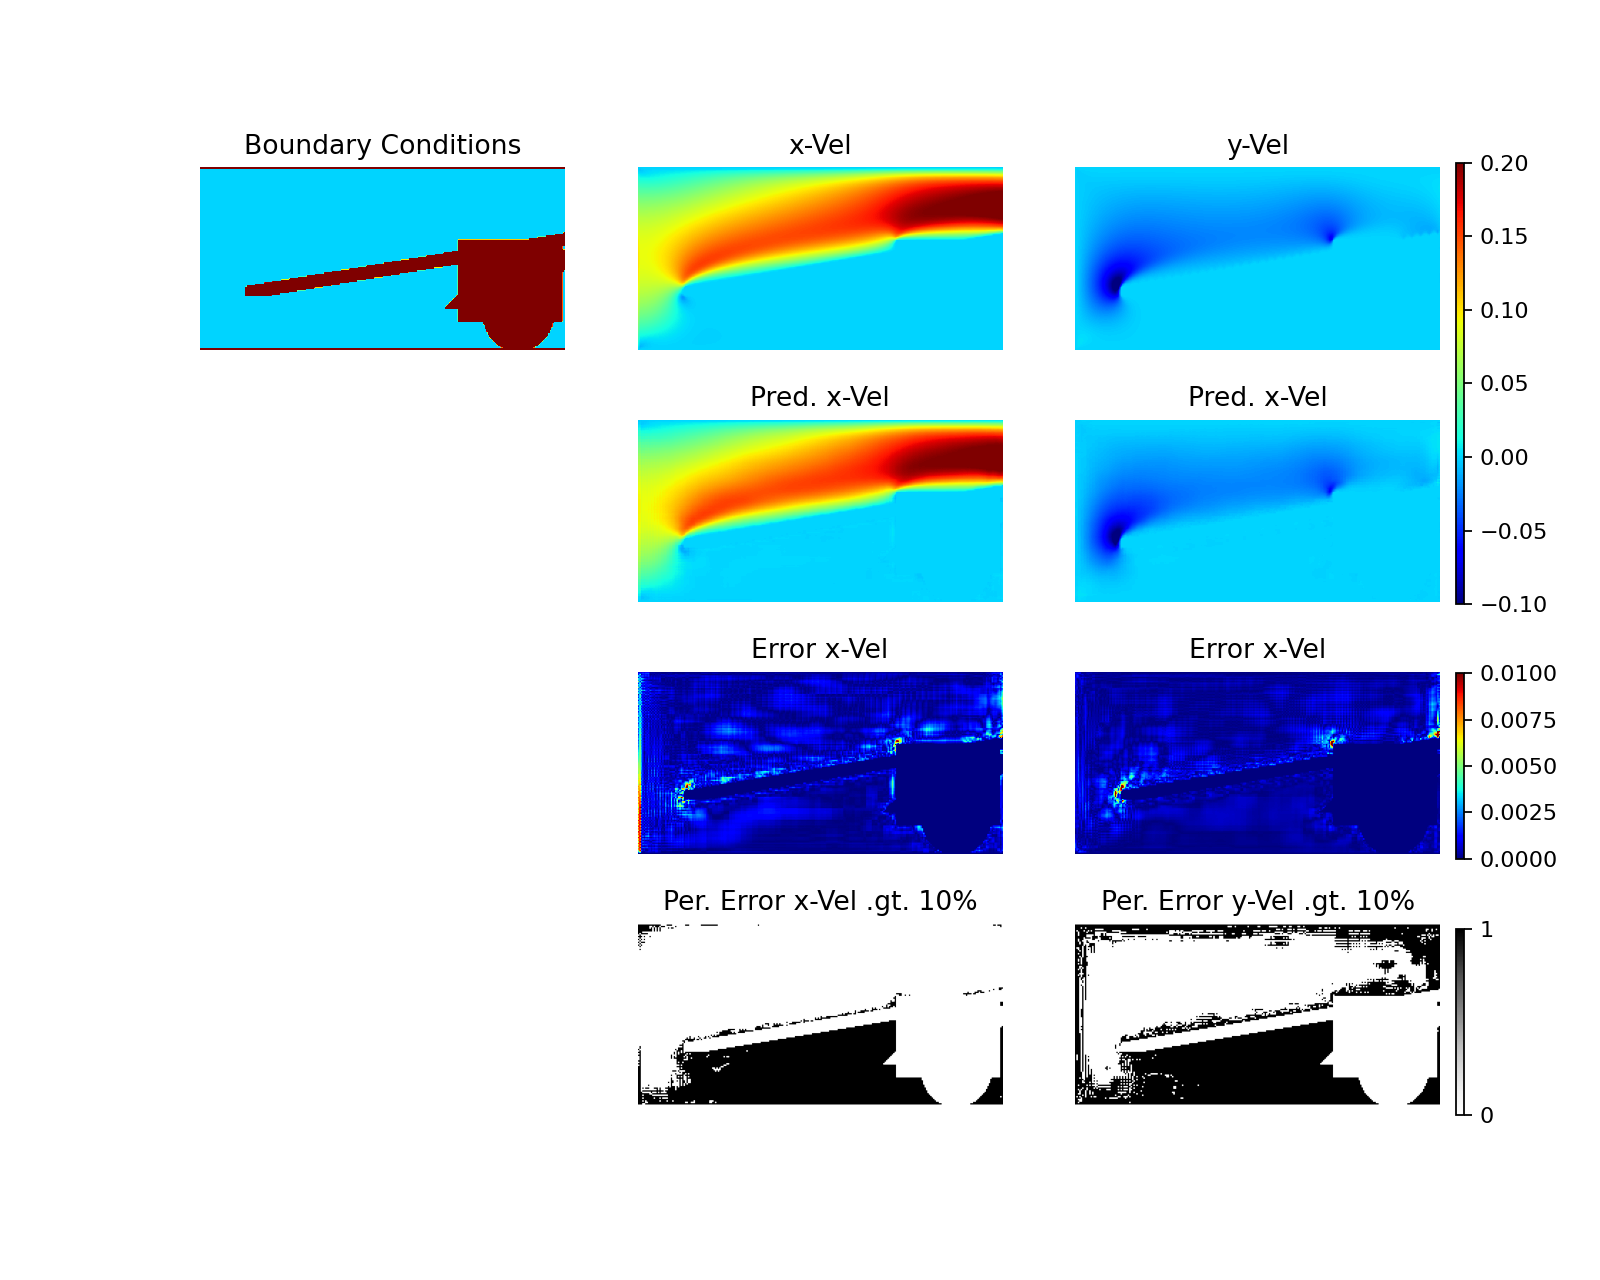 Boundary Conditions
x-Vel
y-Vel
0.20
0.15
0.10
0.05
0.00
−0.05
−0.10
Pred. x-Vel
Pred. x-Vel
Error x-Vel
Error x-Vel
0.0100
0.0075
0.0050
0.0025
0.0000
Per. Error x-Vel .gt. 10%
Per. Error y-Vel .gt. 10%
1
0